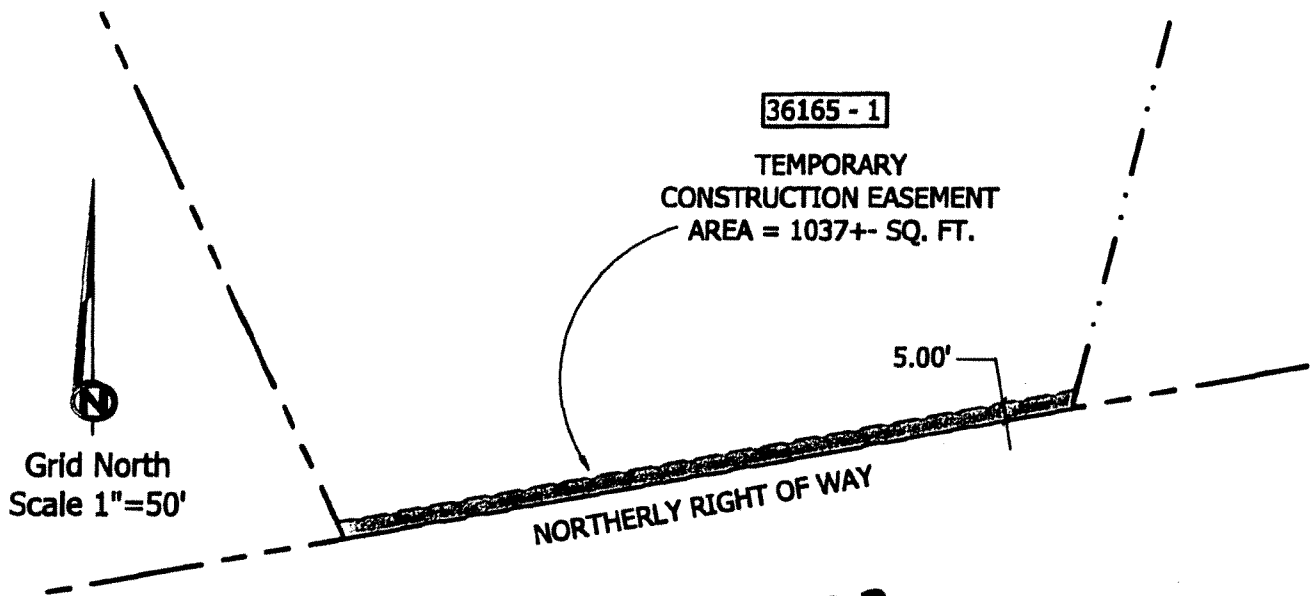 36165 - 1
TEMPORARY
CONSTRUCTION EASEMENT
AREA = 1037+- SQ. FT.
5.00'
N
Grid North
Scale 1"=50'
NORTHERLY RIGHT OF WAY